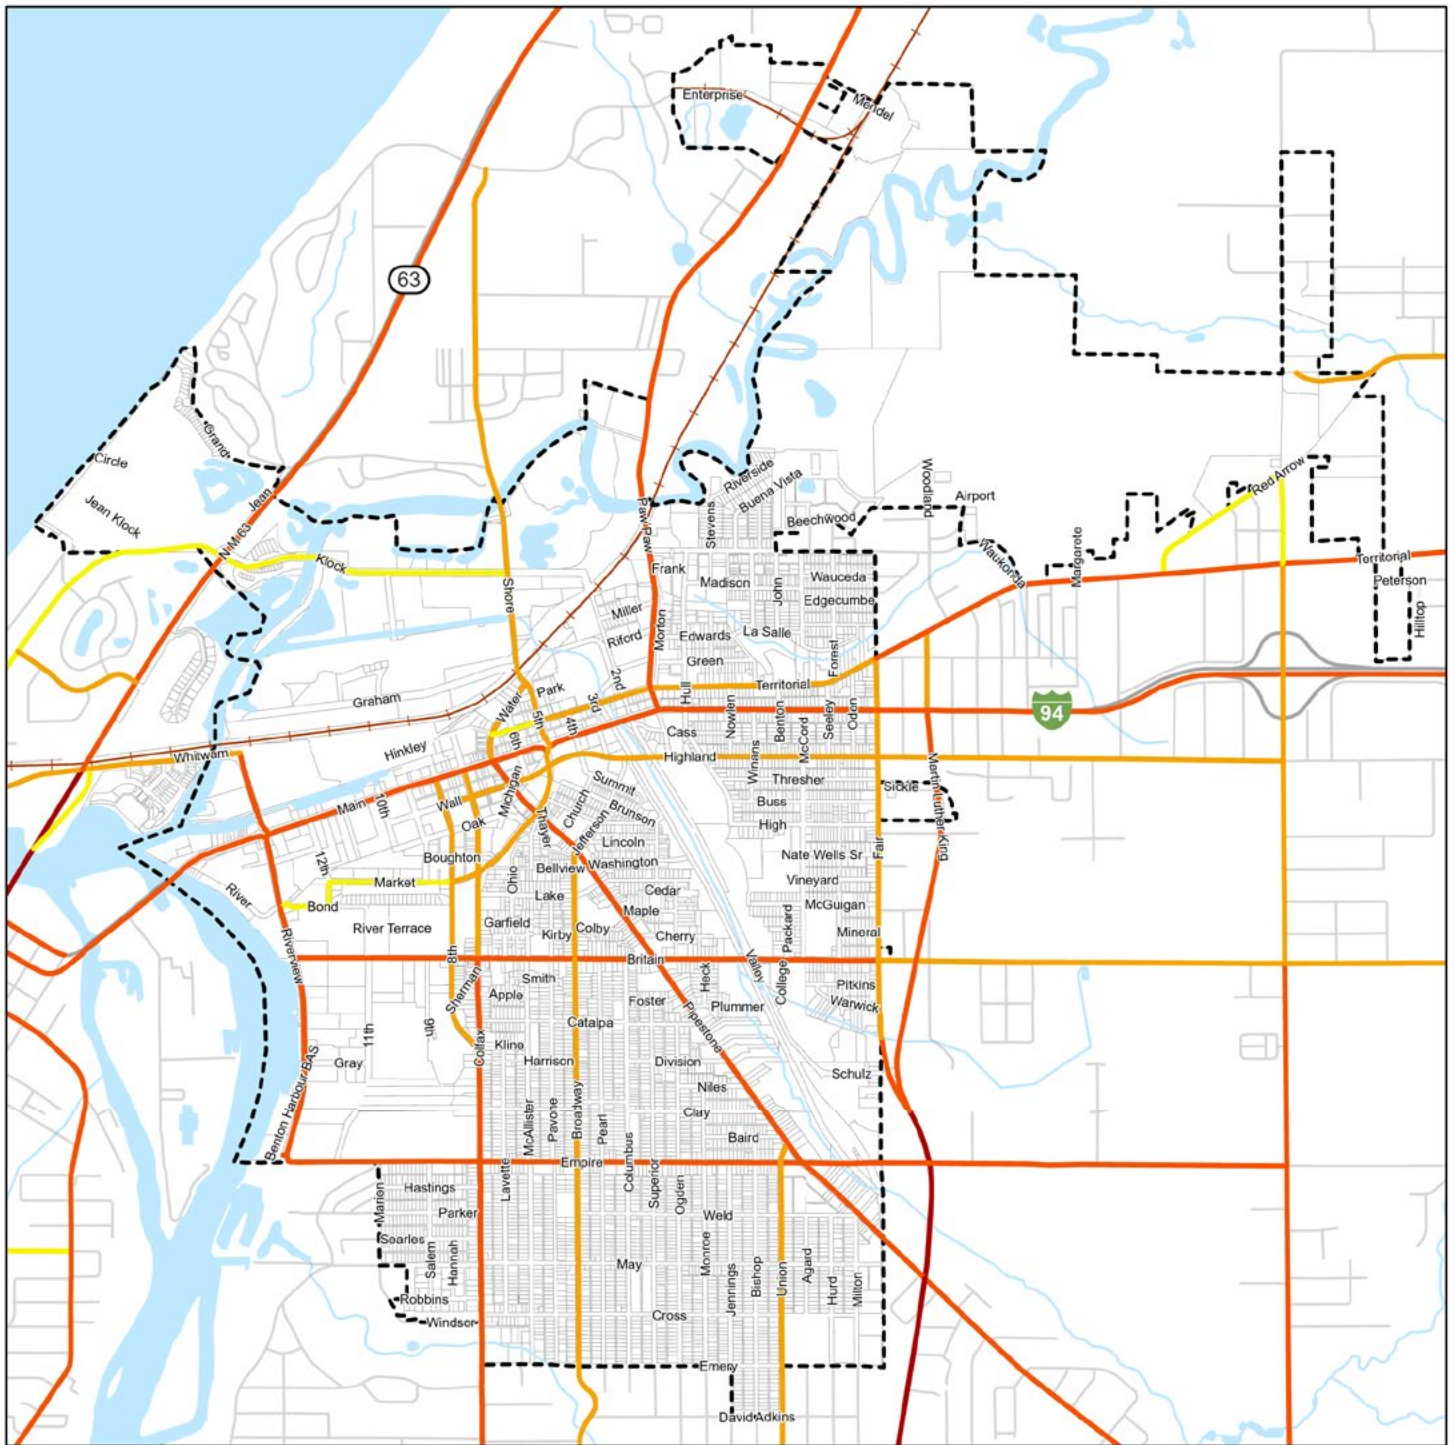 Enterprise
Mendel
63
Grand
Circle
Jean Klock
N M 63
Jean
Klock
Paw Paw
Riverside
Buena Vista
Stevens
Beechwood
Woodland
Airport
Waukonda
Margarete
Red Arrow
Territorial
Peterson
Hilltop
Shore
Frank
Madison
John
Wauceda
Edgecumbe
Miller
Riford
Morton
Edwards
La Salle
Green
Forest
2nd
Park
Graham
Water
3rd
Hull
Territorial
5th
4th
6th
Nowlen
Benton
McCord
Seeley
Oden
94
Cass
Hinkley
Whitwam
Highland
Winans
Martin Luther King
Michigan
Summit
Thresher
Sickle
Main
10th
Wall
Church
Brunson
Buss
Oak
Thayer
Jefferson
High
Lincoln
Fair
12th
Boughton
Bellview
Washington
Nate Wells Sr
Market
Ohio
Vineyard
River
Lake
Cedar
Bond
Maple
McGuigan
River Terrace
Garfield
Colby
Kirby
Cherry
Packard
Mineral
Riverview
8th
Britain
Valley
Heck
College
Smith
Sherman
Apple
Foster
Plummer
Pitkins
Warwick
Catalpa
Pipestone
11th
9th
Colfax
Kline
Gray
Harrison
Division
Schulz
Benton Harbour BAS
Niles
McAllister
Pavone
Broadway
Pearl
Clay
Baird
Columbus
Superior
Empire
Lavette
Hastings
Marion
Parker
Ogden
Weld
Searles
Salem
Hannah
May
Monroe
Jennings
Bishop
Union
Agard
Hurd
Milton
Robbins
Windsor
Cross
Emery
David Adkins